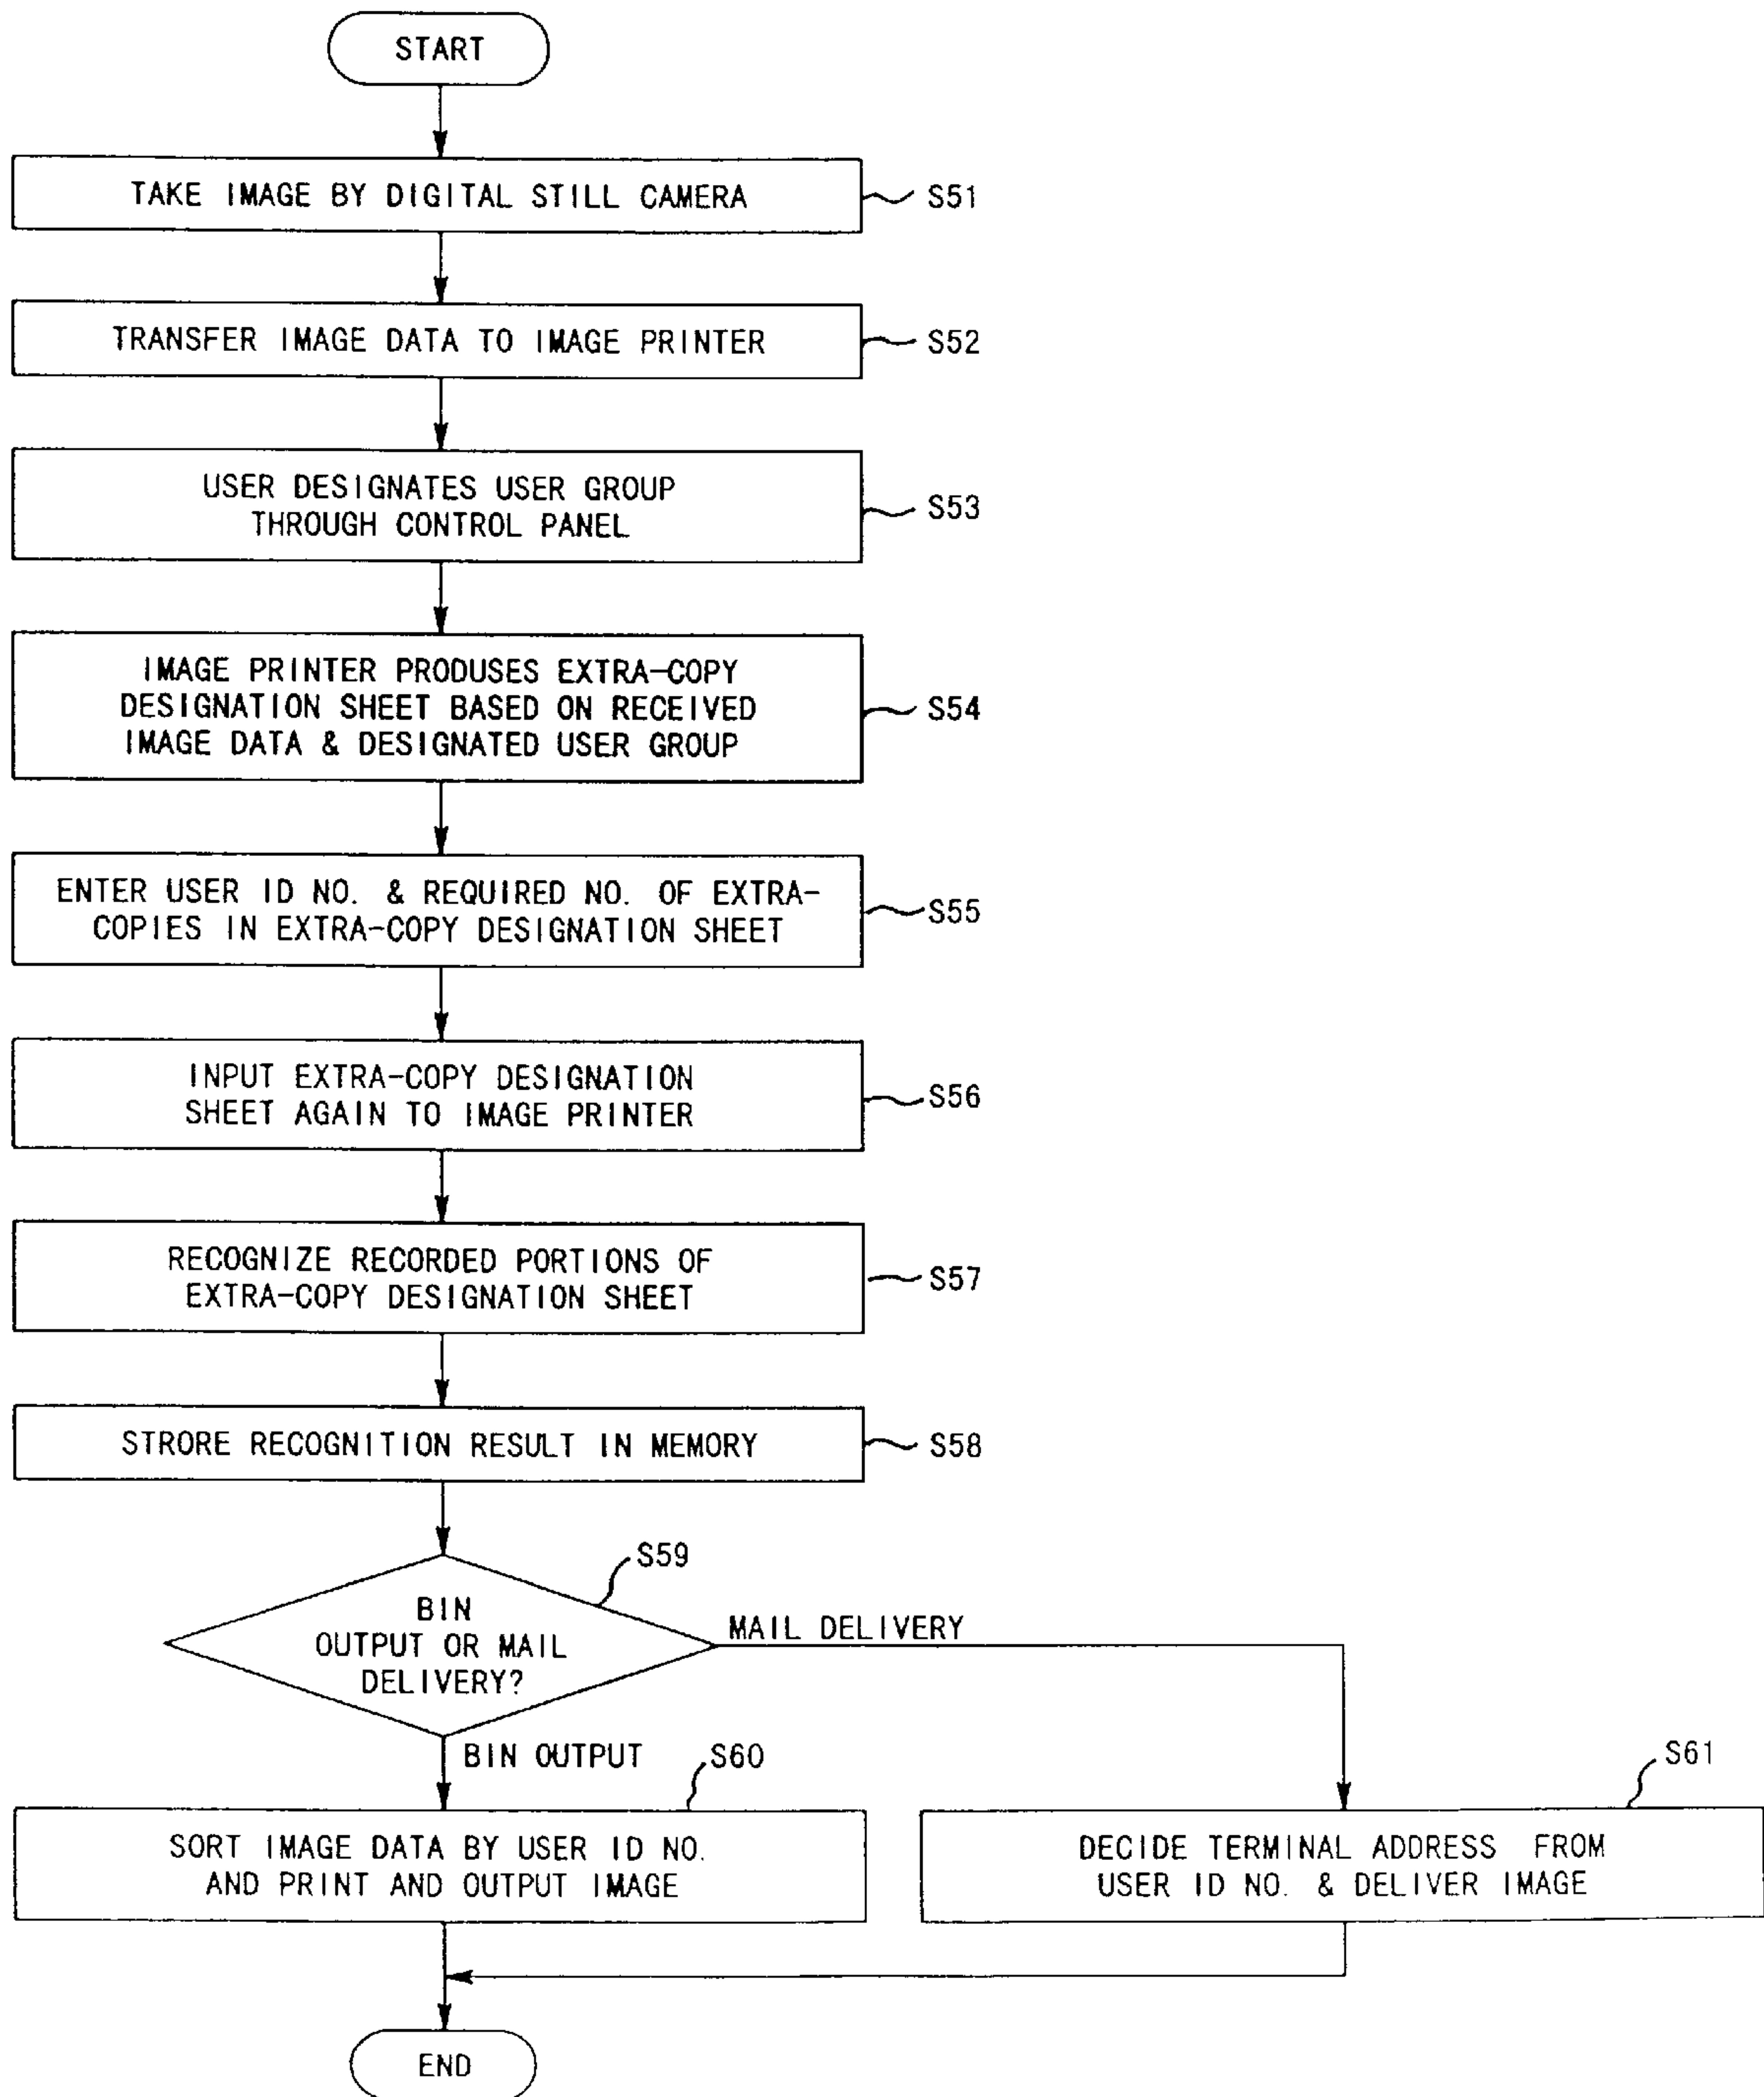 START
TAKE IMAGE BY DIGITAL STILL CAMERA
S51
TRANSFER IMAGE DATA TO IMAGE PRINTER
S52
USER DESIGNATES USER GROUP
THROUGH CONTROL PANEL
S53
IMAGE PRINTER PRODUSES EXTRA-COPY
DESIGNATION SHEET BASED ON RECEIVED
IMAGE DATA & DESIGNATED USER GROUP
S54
ENTER USER ID NO. & REQUIRED NO. OF EXTRA-
COPIES IN EXTRA-COPY DESIGNATION SHEET
S55
INPUT EXTRA-COPY DESIGNATION
SHEET AGAIN TO IMAGE PRINTER
S56
RECOGNIZE RECORDED PORTIONS OF
EXTRA-COPY DESIGNATION SHEET
S57
STRORE RECOGNITION RESULT IN MEMORY
S58
S59
BIN
OUTPUT OR MAIL
DELIVERY?
MAIL DELIVERY
BIN OUTPUT
S60
SORT IMAGE DATA BY USER ID NO.
AND PRINT AND OUTPUT IMAGE
S61
DECIDE TERMINAL ADDRESS FROM
USER ID NO. & DELIVER IMAGE
END